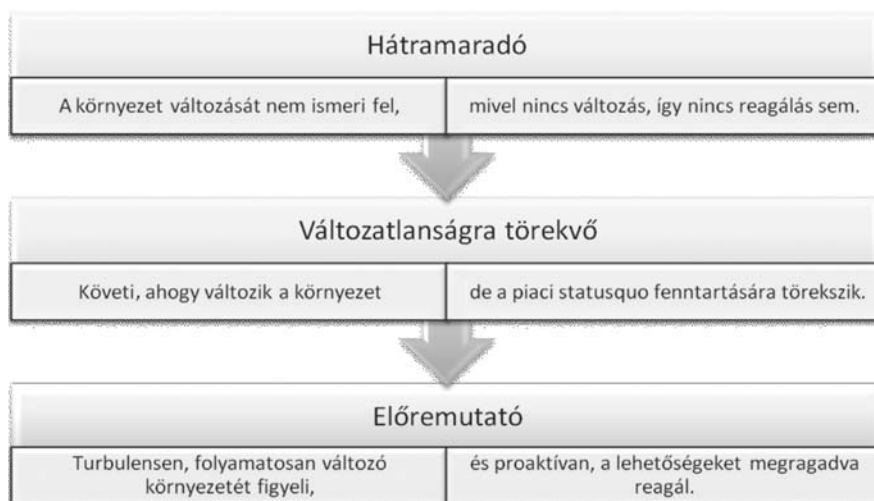 Hátramaradó
A környezet változását nem ismeri fel,
mivel nincs változás, így nincs reagálás sem.
Változatlanságra törekvő
Követi, ahogy változik a környezet
de a piaci statusquo fenntartására törekszik.
Előremutató
Turbulensen, folyamatosan változó
környezetét figyeli,
és proaktívan, a lehetőségeket megragadva
reagál.